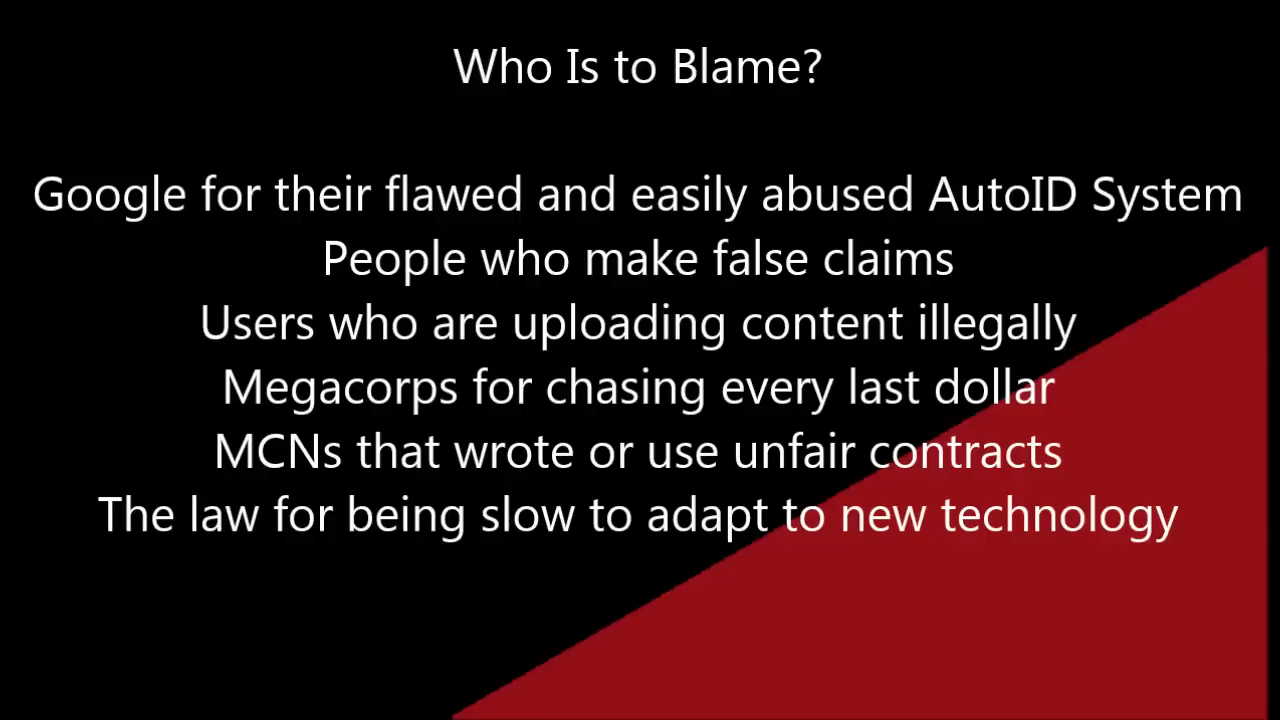 Who Is to Blame?
Google for their flawed and easily abused AutoID System
People who make false claims
Users who are uploading content illegally
Megacorps for chasing every last dollar
MCNs that wrote or use unfair contracts
The law for being slow to adapt to new technology